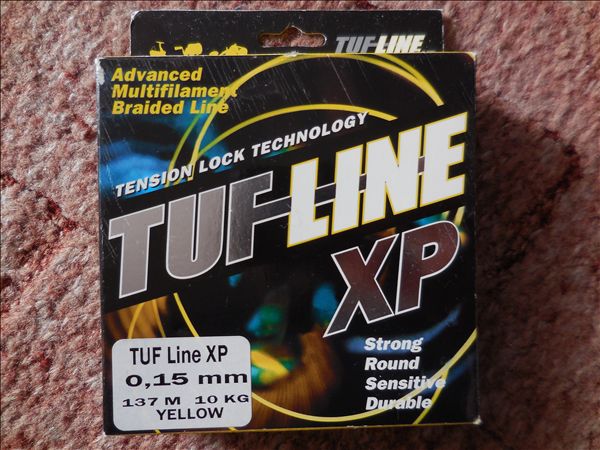 TUF-LINE
Advanced
Multifilament
Braided Line
TENSION LOCK TECHNOLOGY
TUF-LINE
XP
Strong
Round
Sensitive
Durable
TUF Line XP
0,15 mm
137 M 10 KG
YELLOW